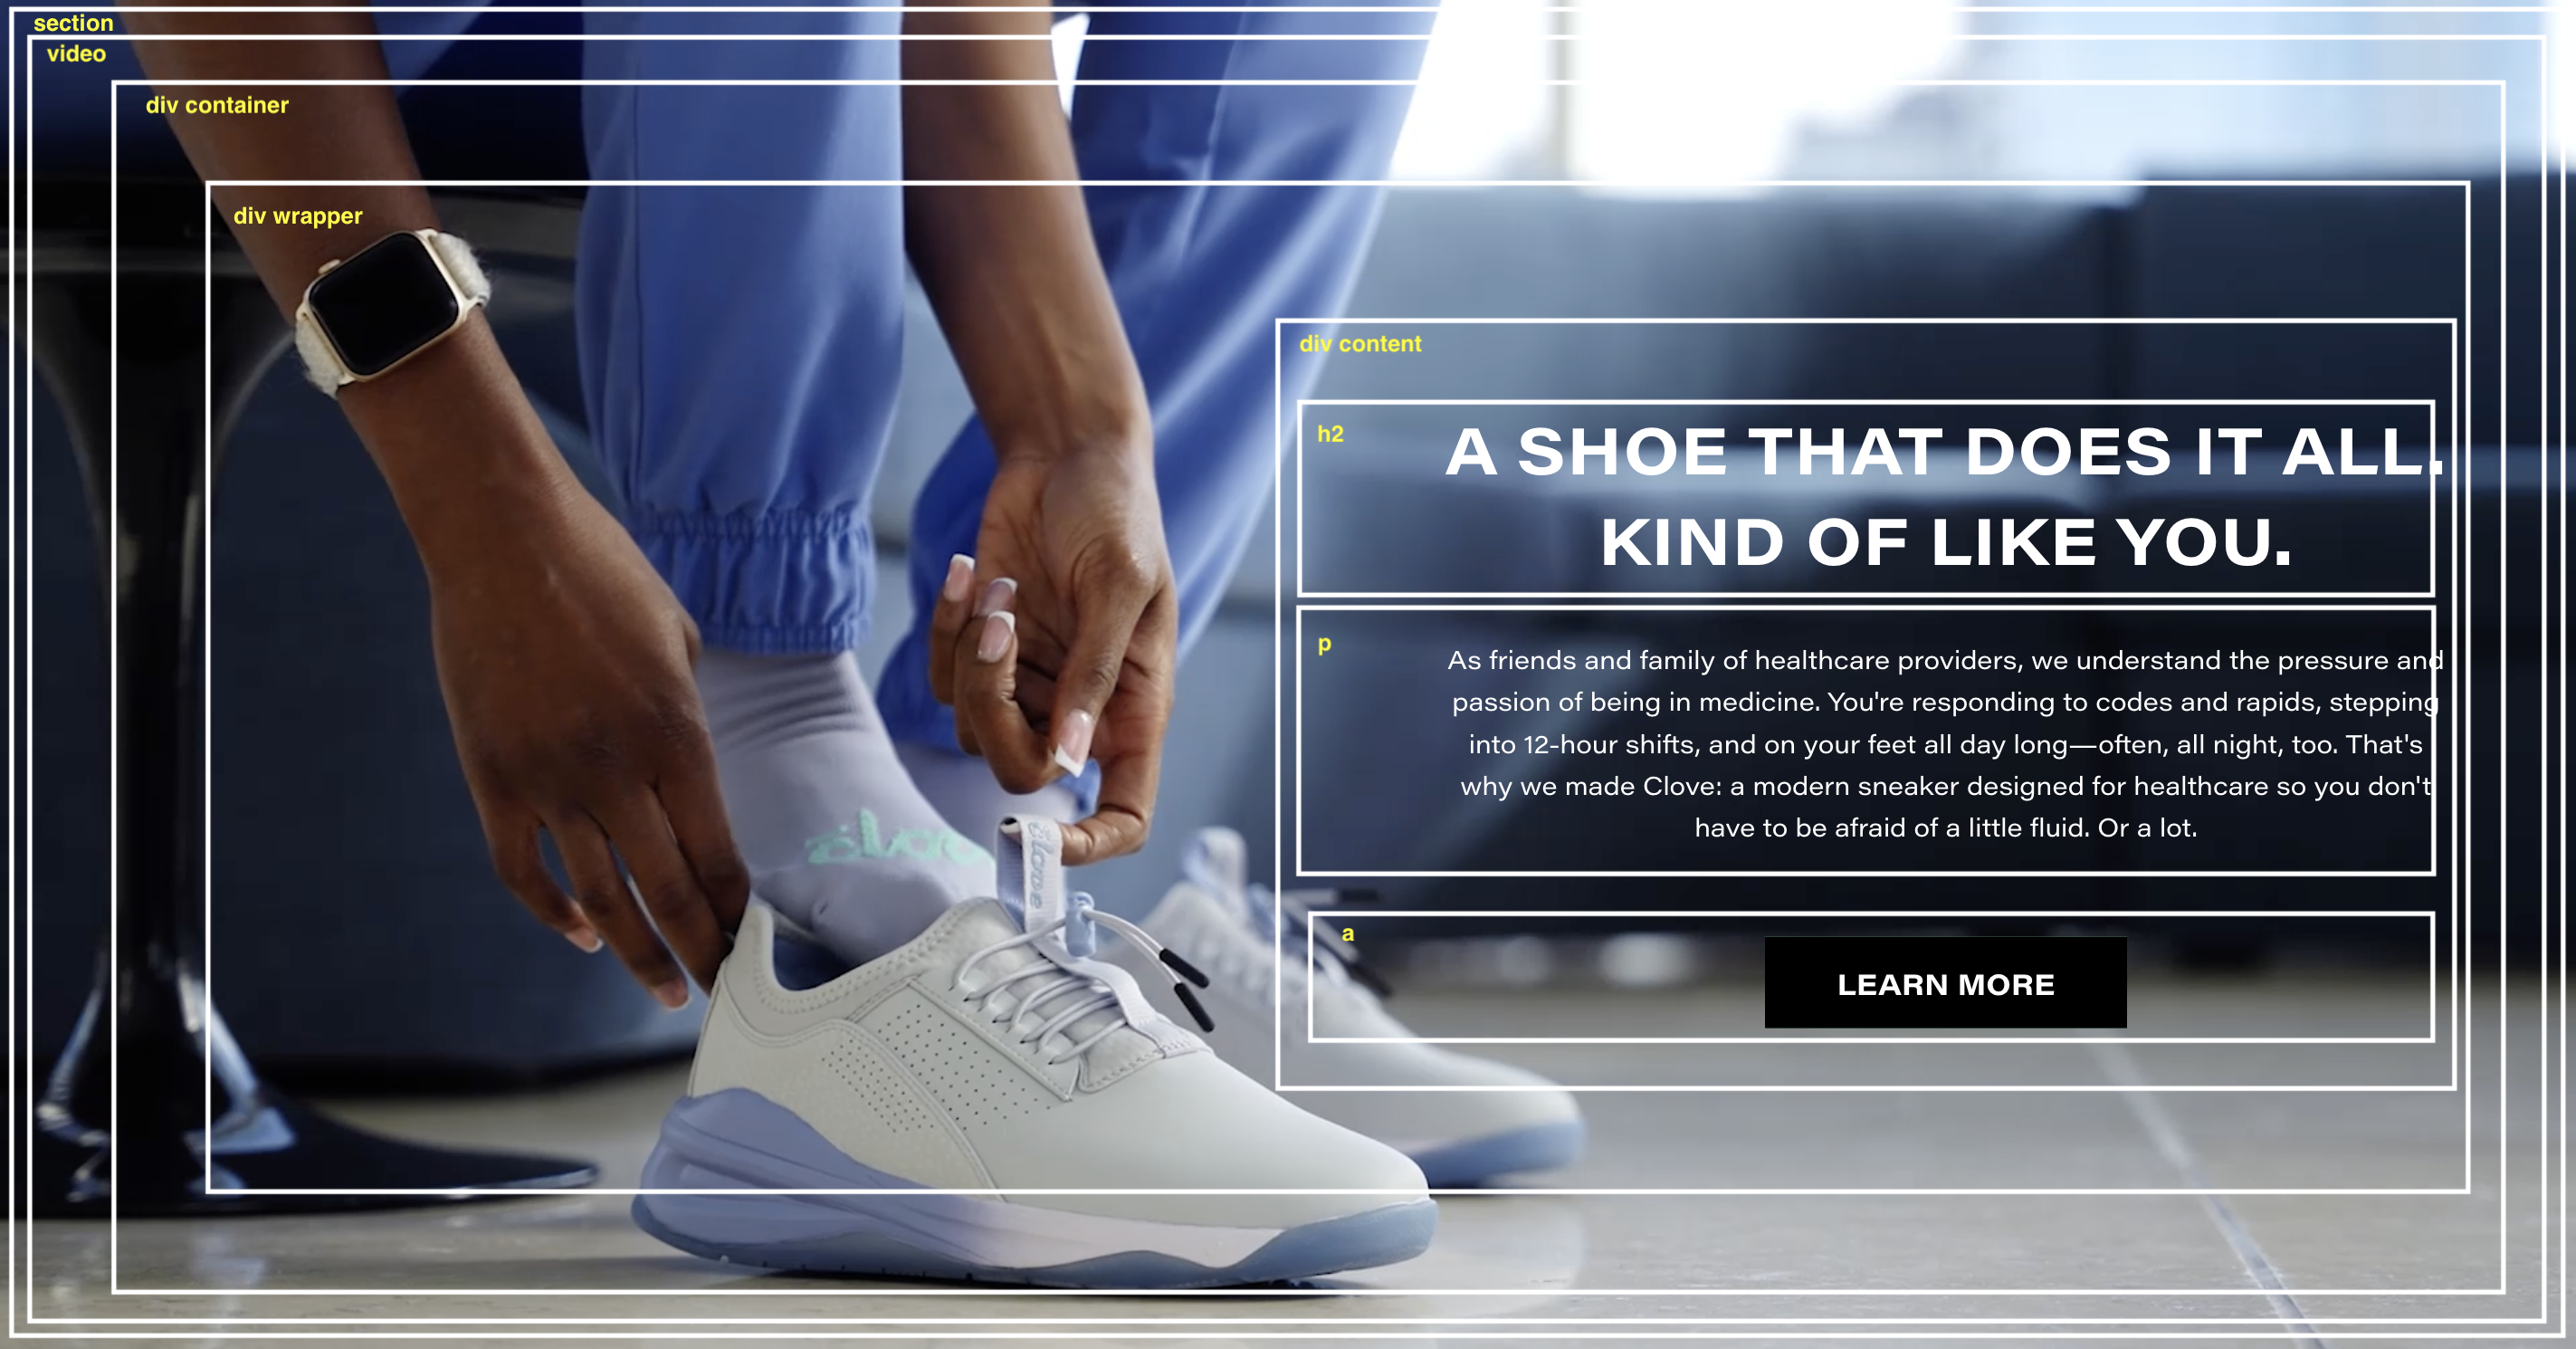 section
video
div container
div wrapper
div content
h2
A SHOE THAT DOES IT ALL.
KIND OF LIKE YOU.
p
As friends and family of healthcare providers, we understand the pressure and
passion of being in medicine. You're responding to codes and rapids, stepping
into 12-hour shifts, and on your feet all day long—often, all night, too. That's
why we made Clove: a modern sneaker designed for healthcare so you don't
have to be afraid of a little fluid. Or a lot.
a
LEARN MORE
clove